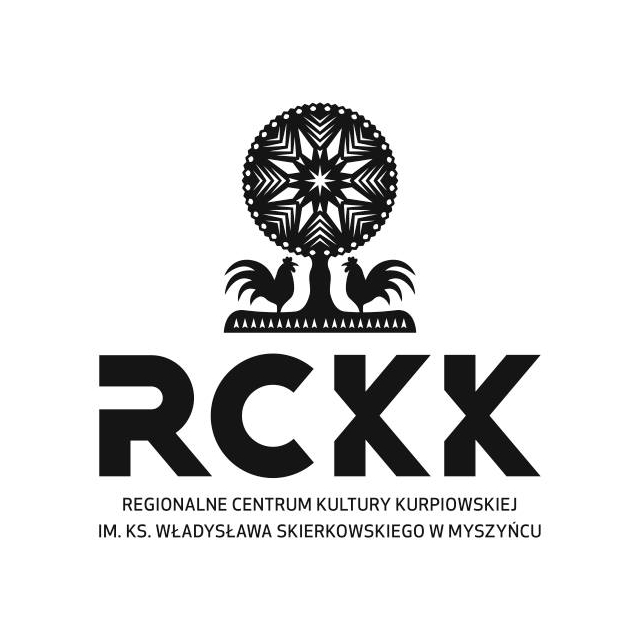 RCKK
REGIONALNE CENTRUM KULTURY KURPIOWSKIEJ
IM. KS. WŁADYSŁAWA SKIERKOWSKIEGO W MYSZYŃCU